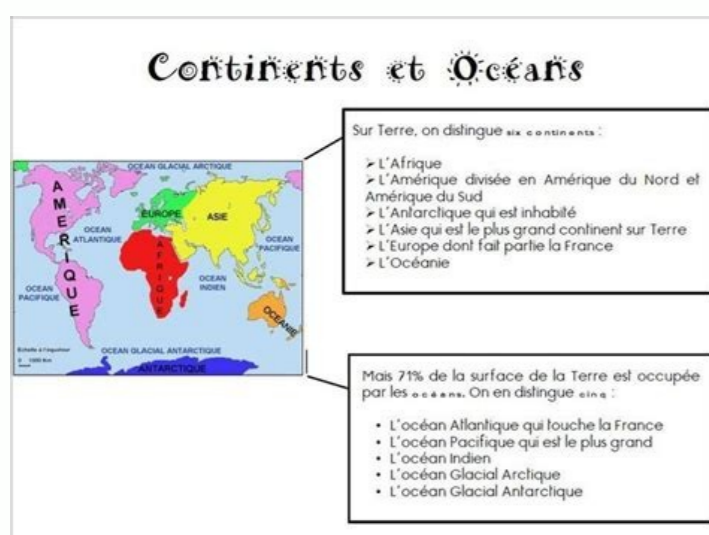 Continents et Océans
Sur Terre, on distingue six continents :
➢ L'Afrique
➢ L'Amérique divisée en Amérique du Nord et
Amérique du Sud
➢ L'Antarctique qui est inhabité
➢ L'Asie qui est le plus grand continent sur Terre
➢ L'Europe dont fait partie la France
➢ L'Océanie
OCEAN GLACIAL ARCTIQUE
AMERIQUE
EUROPE
ASIE
OCEAN
ATLANTIQUE
OCEAN
PACIFIQUE
AFRIQUE
OCEAN
INDIEN
OCEAN
PACIFIQUE
OCEANIE
Echelle à l'équateur
0 1000 Km
OCEAN GLACIAL ANTARCTIQUE
ANTARCTIQUE
Mais 71% de la surface de la Terre est occupée
par les océans. On en distingue cinq :
• L'océan Atlantique qui touche la France
• L'océan Pacifique qui est le plus grand
• L'océan Indien
• L'océan Glacial Arctique
• L'océan Glacial Antarctique